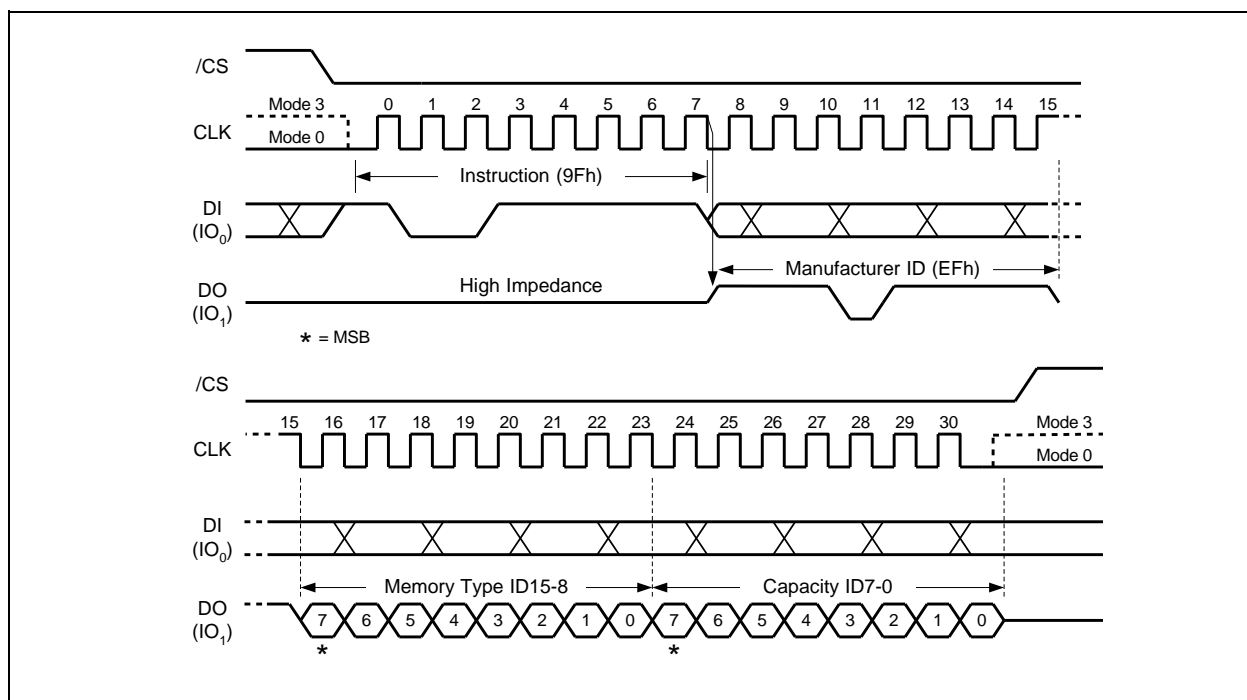 /CS
Mode 3 0 1 2 3 4 5 6 7 8 9 10 11 12 13 14 15
CLK
Mode 0
Instruction (9Fh)
DI
(IO0)
Manufacturer ID (EFh)
High Impedance
DO
(IO1)
* = MSB
/CS
15 16 17 18 19 20 21 22 23 24 25 26 27 28 29 30 Mode 3
CLK
Mode 0
DI
(IO0)
Memory Type ID15-8 Capacity ID7-0
DO
(IO1)
7 6 5 4 3 2 1 0 7 6 5 4 3 2 1 0
* *